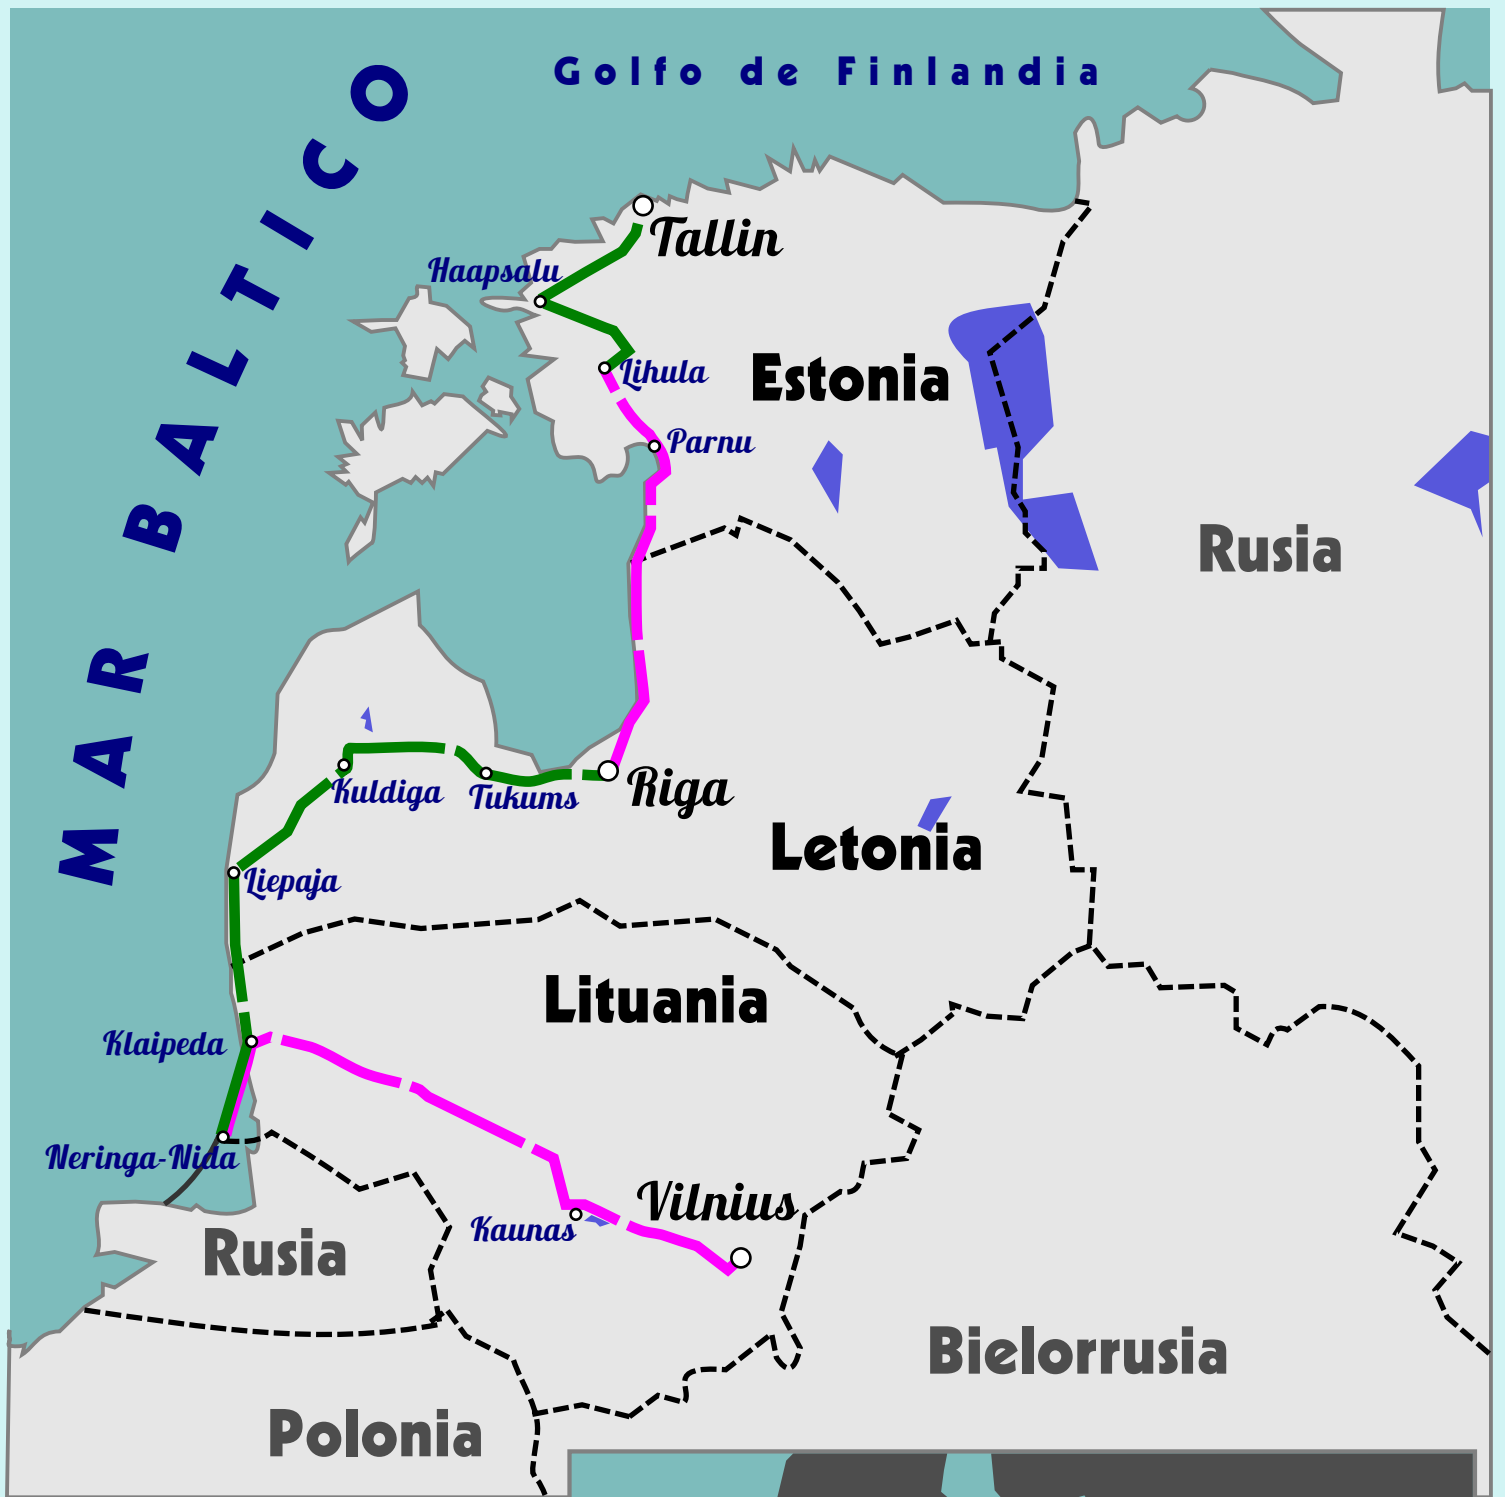 Golfo de Finlandia
MAR BALTICO
Tallin
Haapsalu
Lihula
Estonia
Parnu
Rusia
Kuldiga
Tukums
Riga
Letonia
Liepaja
Lituania
Klaipeda
Neringa-Nida
Vilnius
Kaunas
Rusia
Bielorrusia
Polonia